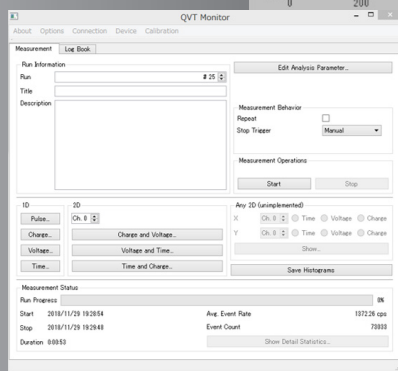 0 200
QVT Monitor
About Options Connection Device Calibration
Measurement Log Book
Run Information
Run # 25
Title
Description
Edit Analysis Parameter...
Measurement Behavior
Repeat
Stop Trigger Manual
Measurement Operations
Start Stop
1D 2D Any 2D (unimplemented)
Pulse... Ch. 0 X Ch. 0 Time Voltage Charge
Charge... Charge and Voltage... Y Ch. 0 Time Voltage Charge
Voltage... Voltage and Time... Show...
Time... Time and Charge... Save Histograms
Measurement Status
Run Progress 0%
Start 2018/11/29 19:28:54 Avg. Event Rate 1372.26 cps
Stop 2018/11/29 19:29:48 Event Count 73033
Duration 0:00:53 Show Detail Statistics...